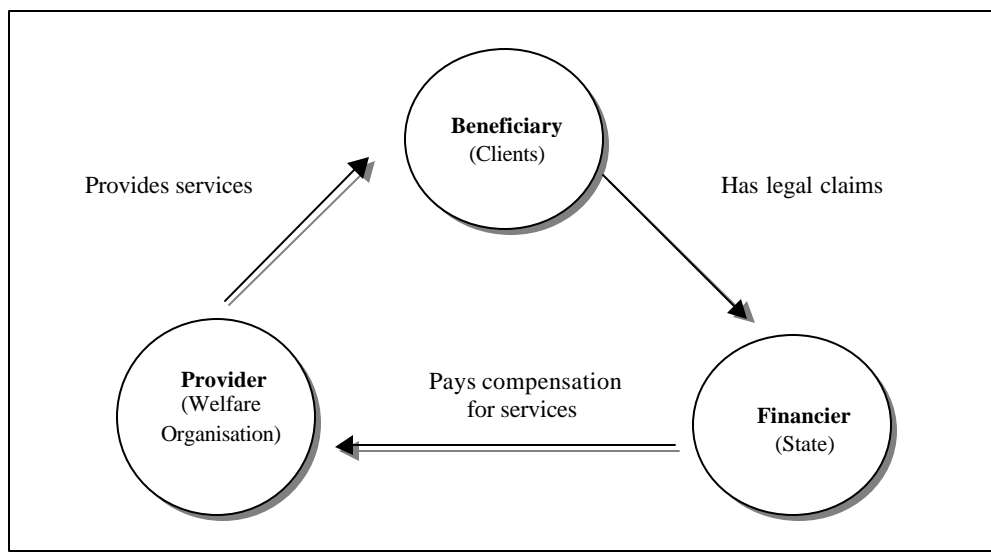 Beneficiary
(Clients)
Provides services
Has legal claims
Provider
(Welfare
Organisation)
Pays compensation
for services
Financier
(State)